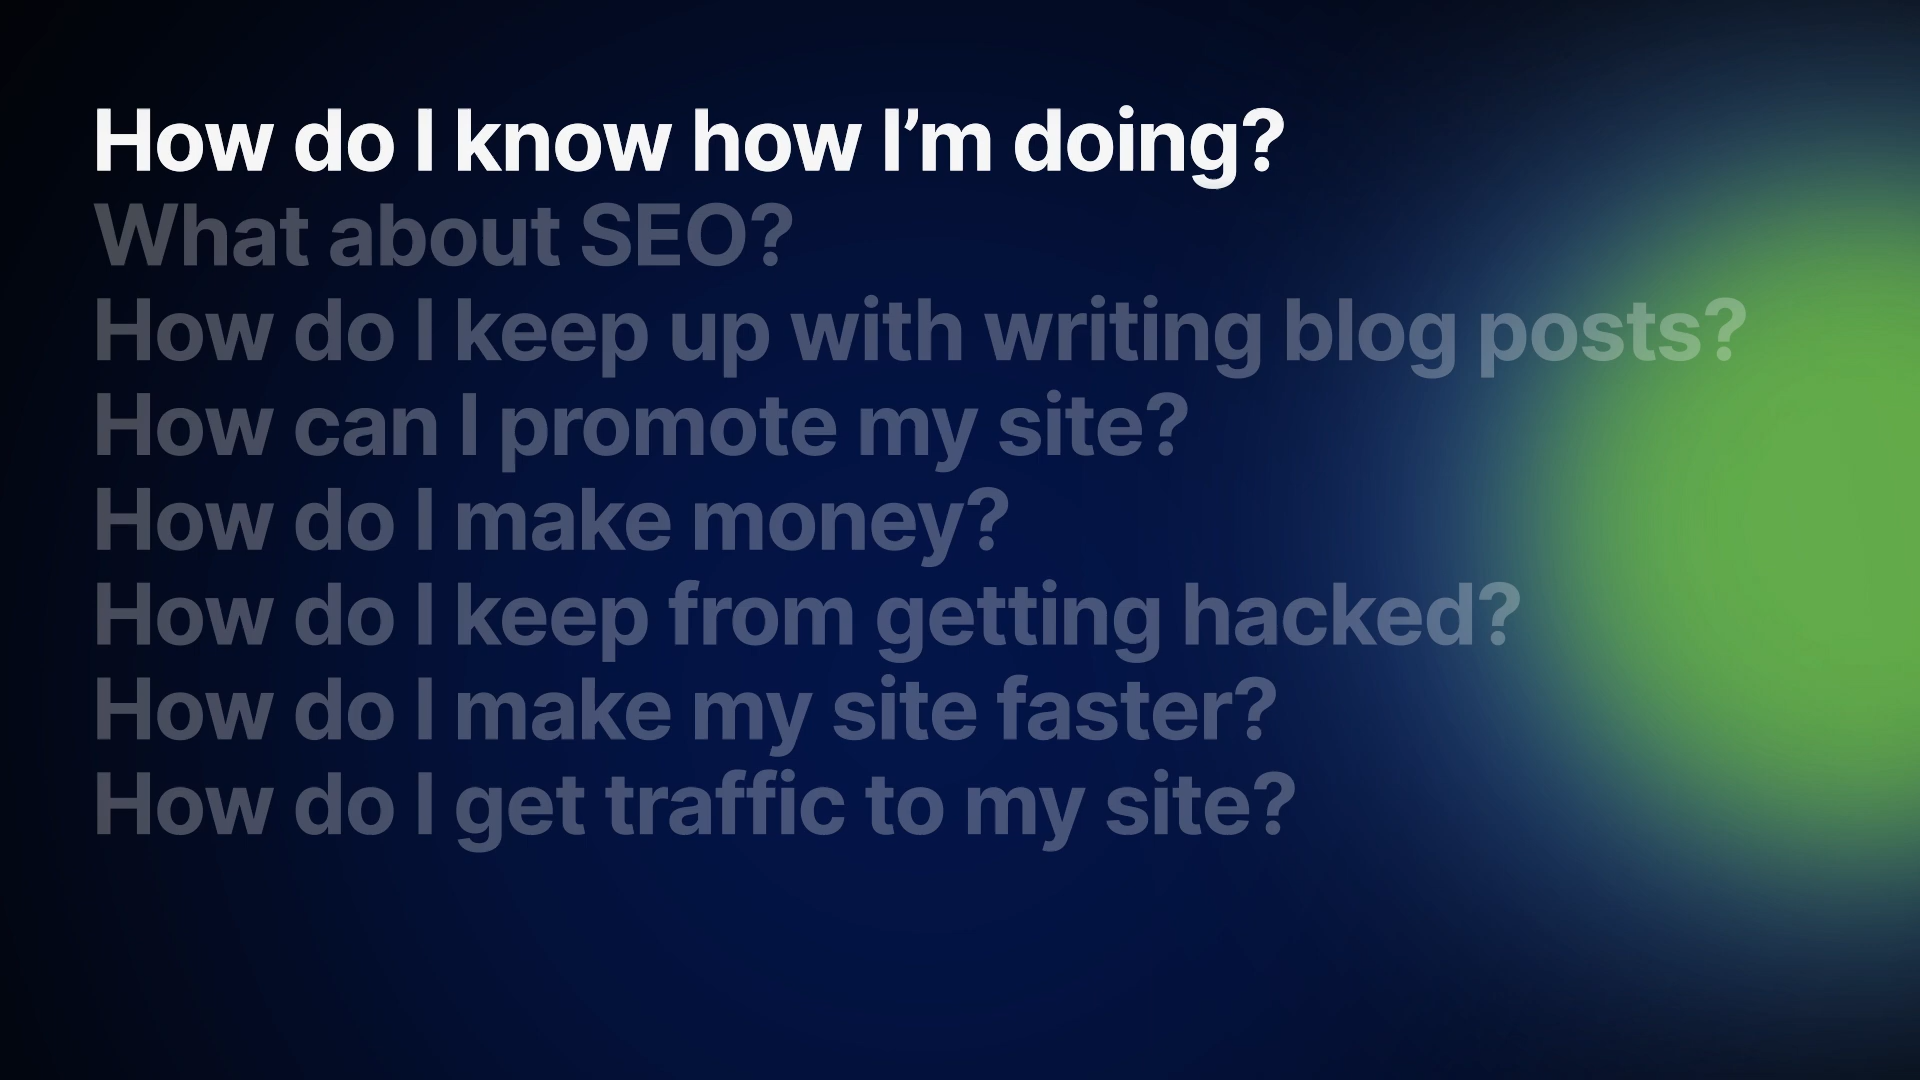 How do I know how I’m doing?
What about SEO?
How do I keep up with writing blog posts?
How can I promote my site?
How do I make money?
How do I keep from getting hacked?
How do I make my site faster?
How do I get traffic to my site?